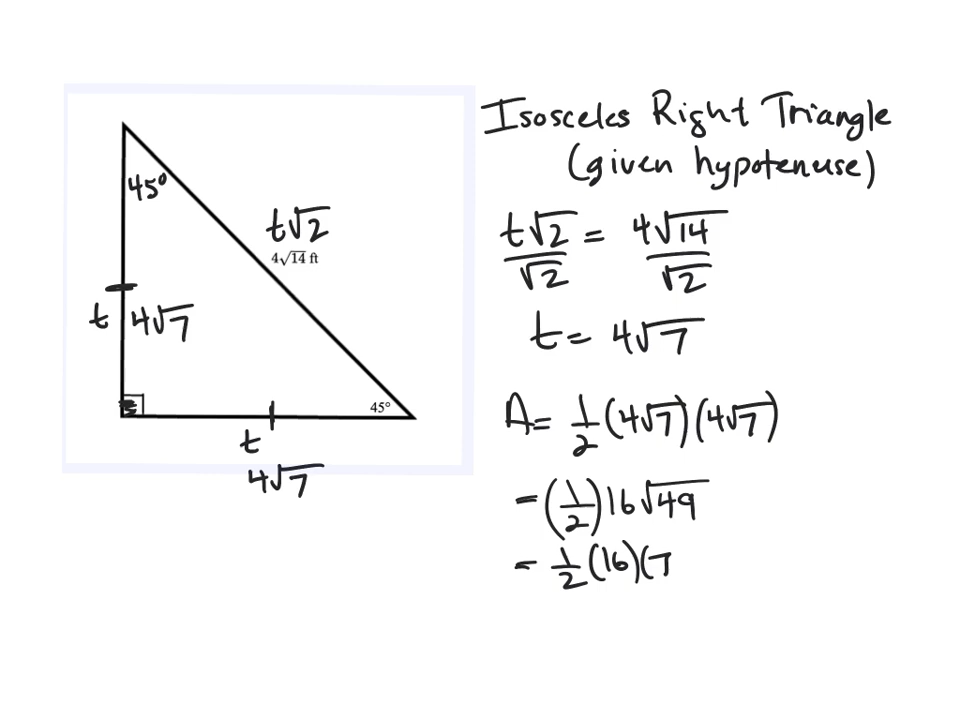 Isosceles Right Triangle
(given hypotenuse)
45°
t√2
4√14 ft
t√2/√2 = 4√14/√2
t 4√7
t = 4√7
45°
t
4√7
A = 1/2 (4√7)(4√7)
= (1/2) 16√49
= 1/2 (16)(7